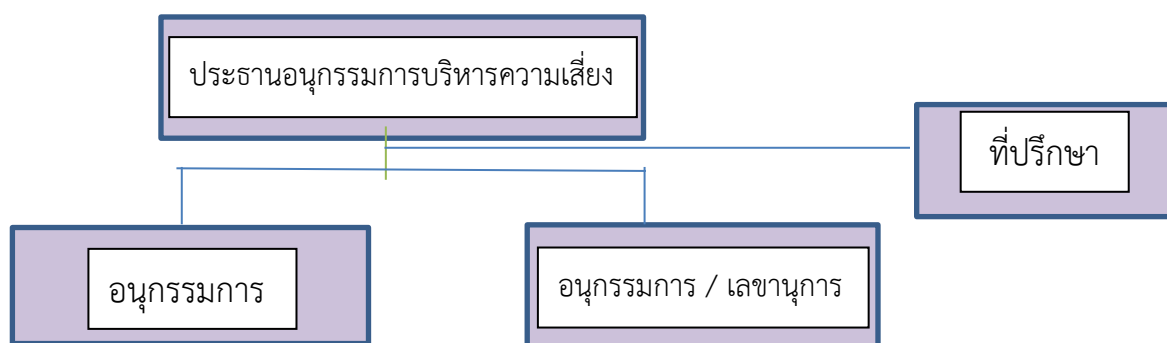 ประธานอนุกรรมการบริหารความเสี่ยง
ที่ปรึกษา
อนุกรรมการ
อนุกรรมการ / เลขานุการ